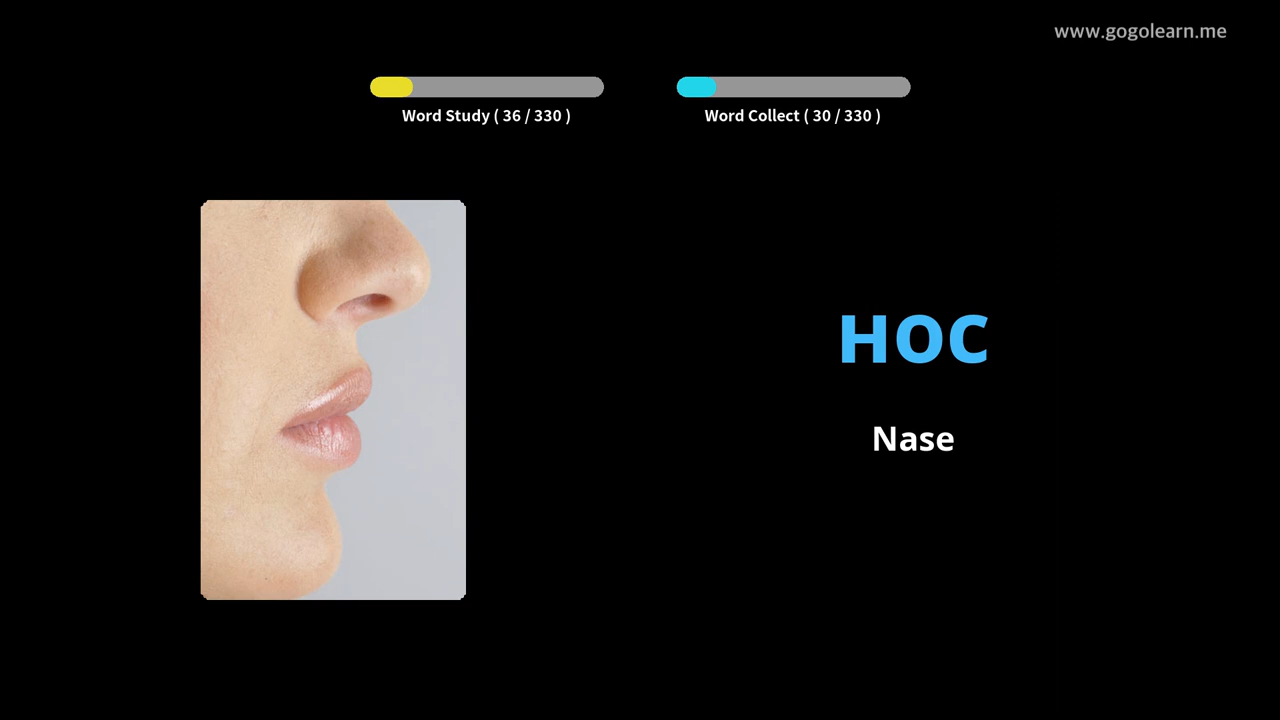 www.gogolearn.me
Word Study ( 36 / 330 )
Word Collect ( 30 / 330 )
НОС
Nase